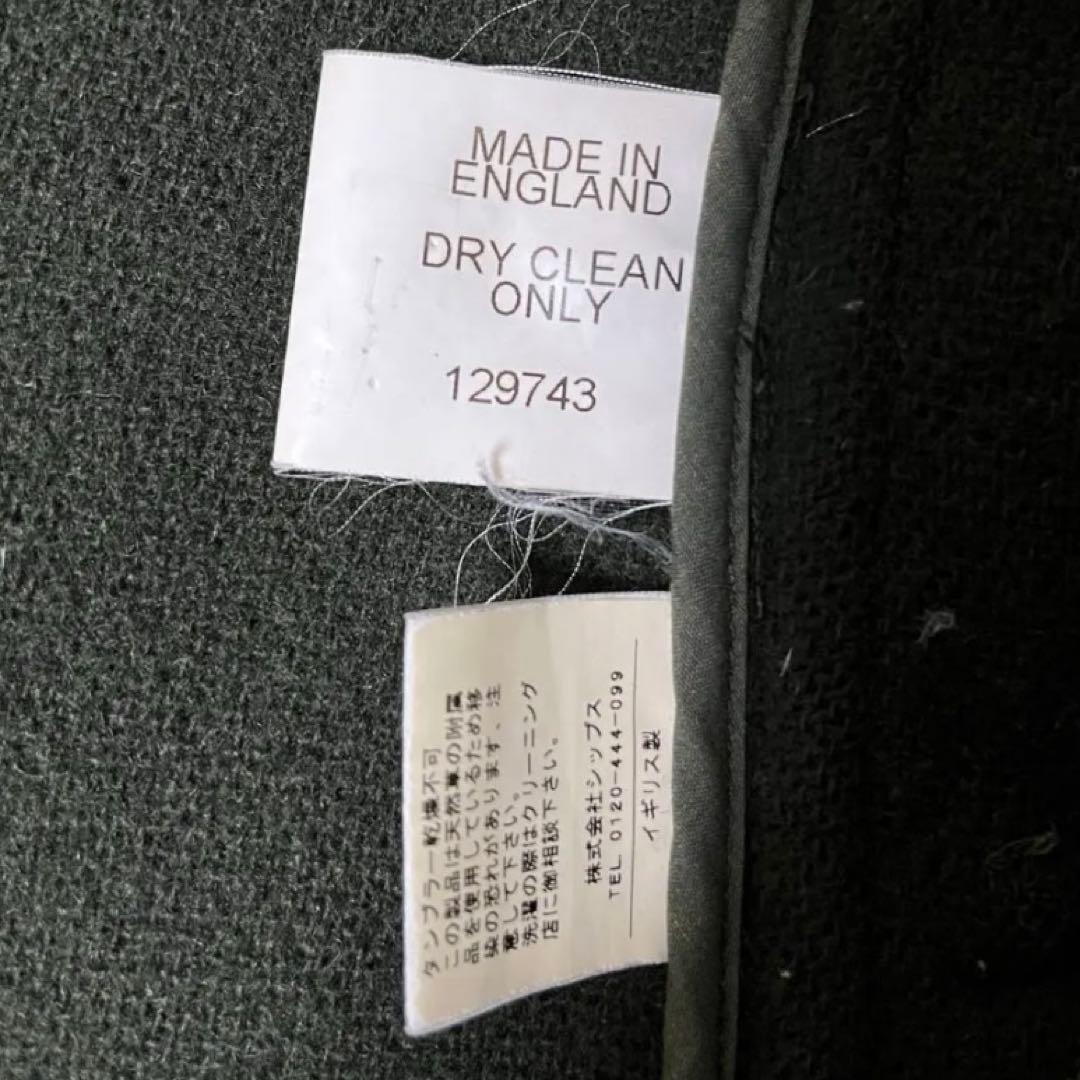 MADE IN
ENGLAND
DRY CLEAN
ONLY
129743
タンブラー乾燥不可
この製品は天然革の附属
品を使用しているため移
染の恐れがあります、注
意して下さい。
洗濯の際はクリーニング
店に御相談下さい。
株式会社シップス
TEL 0120-444-099
イギリス製